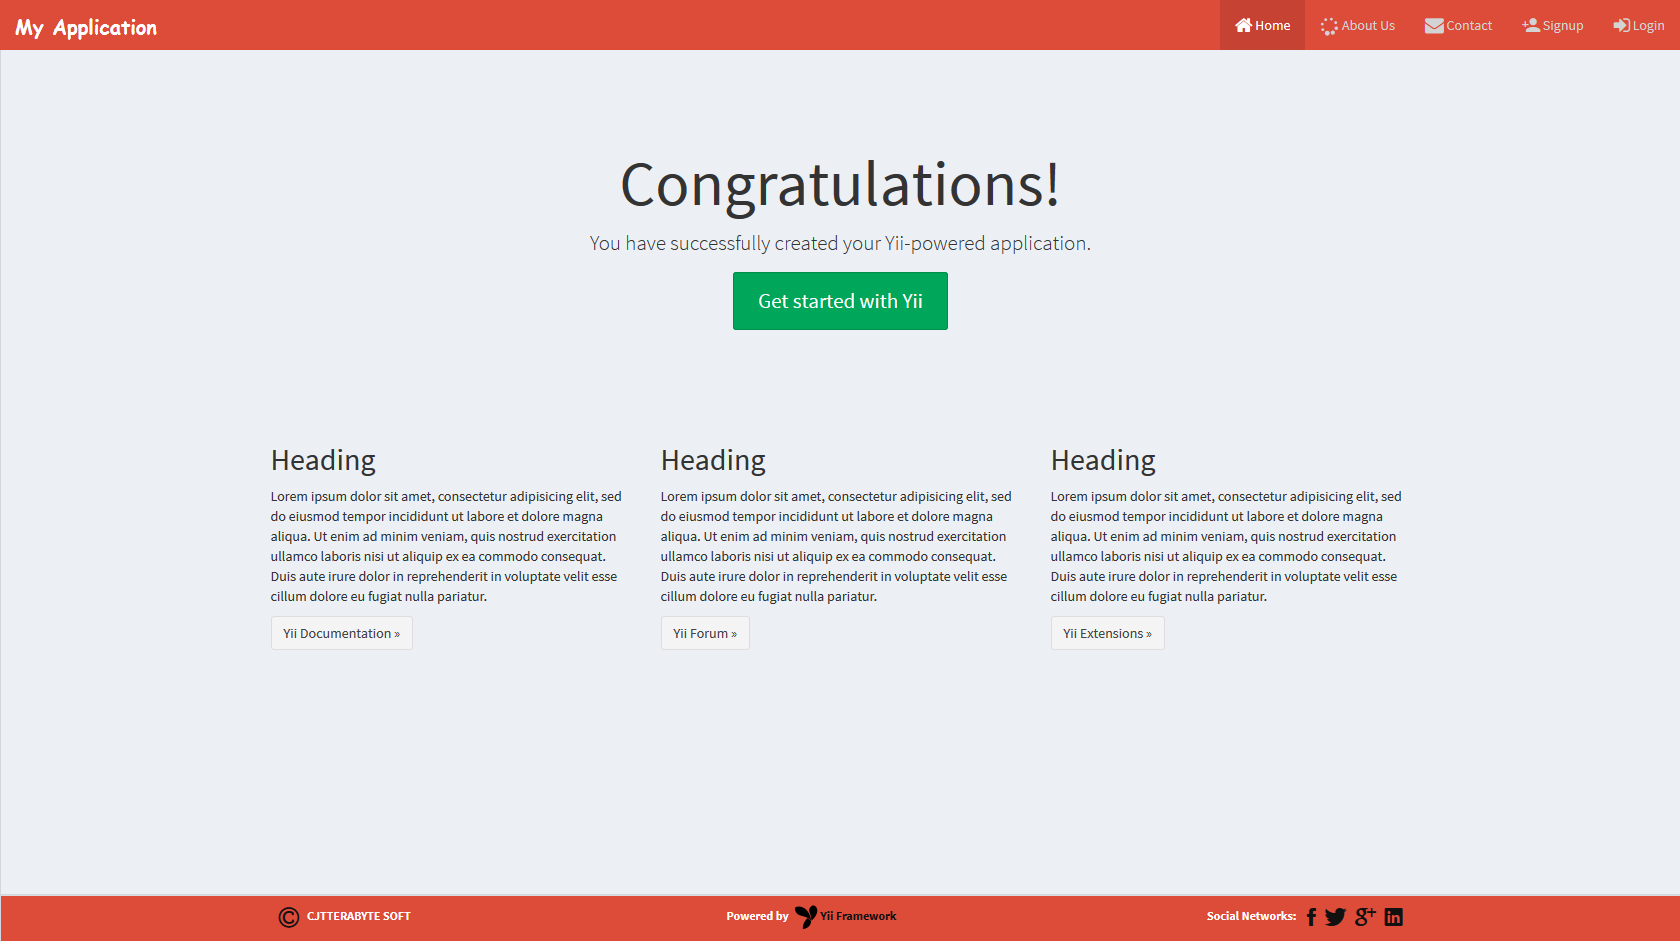 My Application
Home
About Us
Contact
Signup
Login
Congratulations!
You have successfully created your Yii-powered application.
Get started with Yii
Heading
Lorem ipsum dolor sit amet, consectetur adipisicing elit, sed
do eiusmod tempor incididunt ut labore et dolore magna
aliqua. Ut enim ad minim veniam, quis nostrud exercitation
ullamco laboris nisi ut aliquip ex ea commodo consequat.
Duis aute irure dolor in reprehenderit in voluptate velit esse
cillum dolore eu fugiat nulla pariatur.
Yii Documentation »
Heading
Lorem ipsum dolor sit amet, consectetur adipisicing elit, sed
do eiusmod tempor incididunt ut labore et dolore magna
aliqua. Ut enim ad minim veniam, quis nostrud exercitation
ullamco laboris nisi ut aliquip ex ea commodo consequat.
Duis aute irure dolor in reprehenderit in voluptate velit esse
cillum dolore eu fugiat nulla pariatur.
Yii Forum »
Heading
Lorem ipsum dolor sit amet, consectetur adipisicing elit, sed
do eiusmod tempor incididunt ut labore et dolore magna
aliqua. Ut enim ad minim veniam, quis nostrud exercitation
ullamco laboris nisi ut aliquip ex ea commodo consequat.
Duis aute irure dolor in reprehenderit in voluptate velit esse
cillum dolore eu fugiat nulla pariatur.
Yii Extensions »
© CJTTERABYTE SOFT
Powered by Yii Framework
Social Networks: